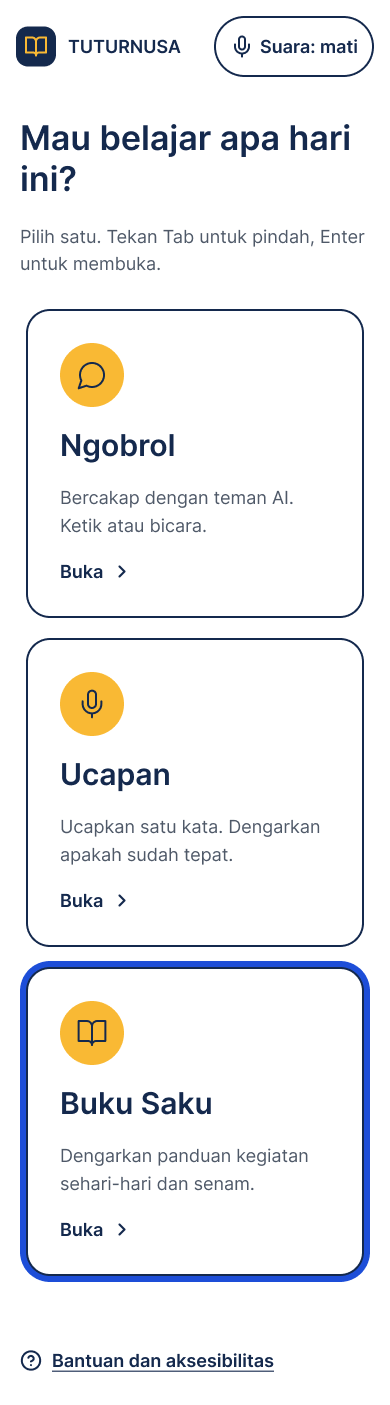 TUTURNUSA
Suara: mati
Mau belajar apa hari
ini?
Pilih satu. Tekan Tab untuk pindah, Enter
untuk membuka.
Ngobrol
Bercakap dengan teman AI.
Ketik atau bicara.
Buka
Ucapan
Ucapkan satu kata. Dengarkan
apakah sudah tepat.
Buka
Buku Saku
Dengarkan panduan kegiatan
sehari-hari dan senam.
Buka
Bantuan dan aksesibilitas